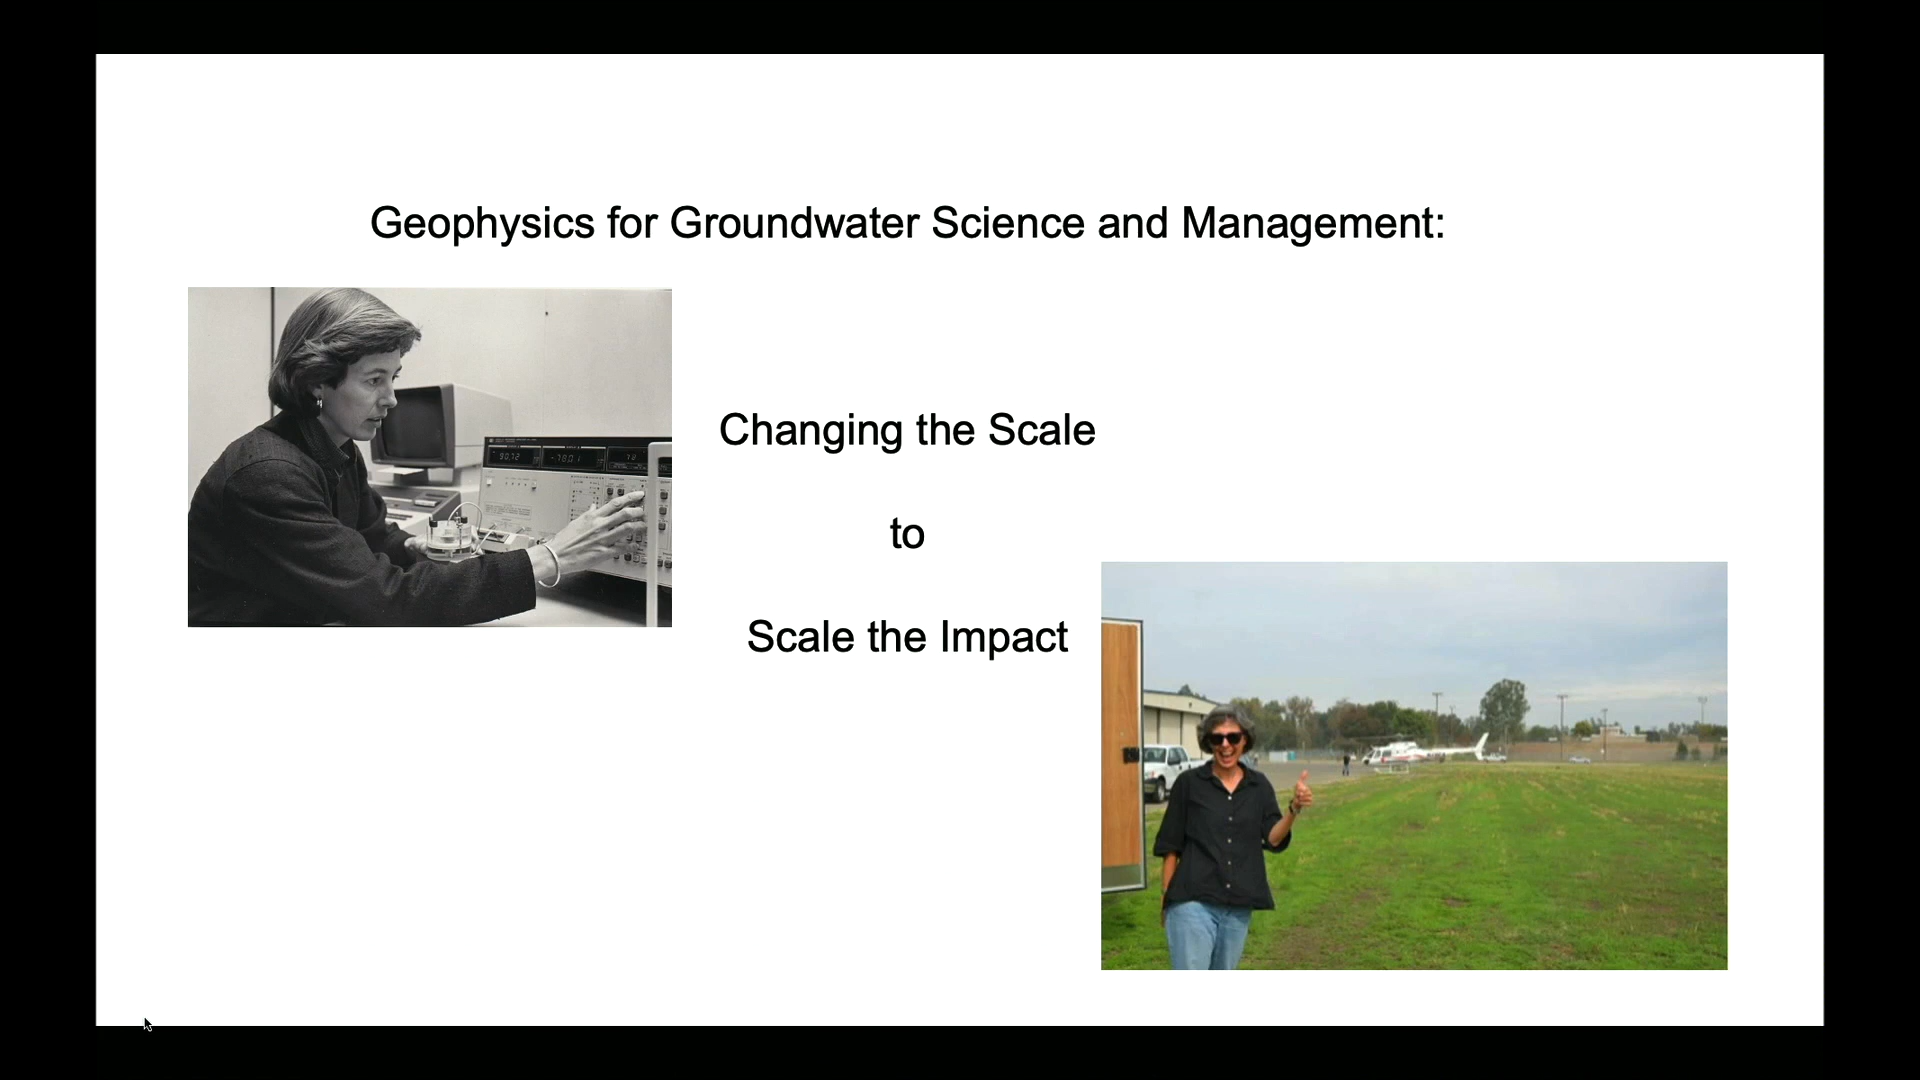 Geophysics for Groundwater Science and Management:
Changing the Scale
to
Scale the Impact